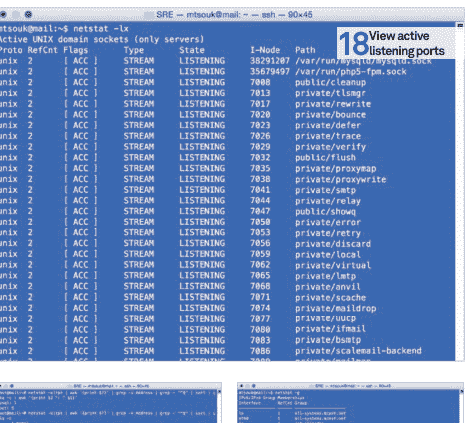 SRE — mtsouk@mail: ~ — ssh — 90x45
mtsouk@mail:~$ netstat -lx
Active UNIX domain sockets (only servers)
Proto RefCnt Flags Type State I-Node Path
unix 2 [ ACC ] STREAM LISTENING 38291207 /var/run/mysqld/mysqld.sock
unix 2 [ ACC ] STREAM LISTENING 35679497 /var/run/php5-fpm.sock
unix 2 [ ACC ] STREAM LISTENING 7008 public/cleanup
unix 2 [ ACC ] STREAM LISTENING 7013 private/tlsmgr
unix 2 [ ACC ] STREAM LISTENING 7017 private/rewrite
unix 2 [ ACC ] STREAM LISTENING 7020 private/bounce
unix 2 [ ACC ] STREAM LISTENING 7023 private/defer
unix 2 [ ACC ] STREAM LISTENING 7026 private/trace
unix 2 [ ACC ] STREAM LISTENING 7029 private/verify
unix 2 [ ACC ] STREAM LISTENING 7032 public/flush
unix 2 [ ACC ] STREAM LISTENING 7035 private/proxymap
unix 2 [ ACC ] STREAM LISTENING 7038 private/proxywrite
unix 2 [ ACC ] STREAM LISTENING 7041 private/smtp
unix 2 [ ACC ] STREAM LISTENING 7044 private/relay
unix 2 [ ACC ] STREAM LISTENING 7047 public/showq
unix 2 [ ACC ] STREAM LISTENING 7050 private/error
unix 2 [ ACC ] STREAM LISTENING 7053 private/retry
unix 2 [ ACC ] STREAM LISTENING 7056 private/discard
unix 2 [ ACC ] STREAM LISTENING 7059 private/local
unix 2 [ ACC ] STREAM LISTENING 7062 private/virtual
unix 2 [ ACC ] STREAM LISTENING 7065 private/lmtp
unix 2 [ ACC ] STREAM LISTENING 7068 private/anvil
unix 2 [ ACC ] STREAM LISTENING 7071 private/scache
unix 2 [ ACC ] STREAM LISTENING 7074 private/maildrop
unix 2 [ ACC ] STREAM LISTENING 7077 private/uucp
unix 2 [ ACC ] STREAM LISTENING 7080 private/ifmail
unix 2 [ ACC ] STREAM LISTENING 7083 private/bsmtp
unix 2 [ ACC ] STREAM LISTENING 7086 private/scalemail-backend
18 View active
listening ports